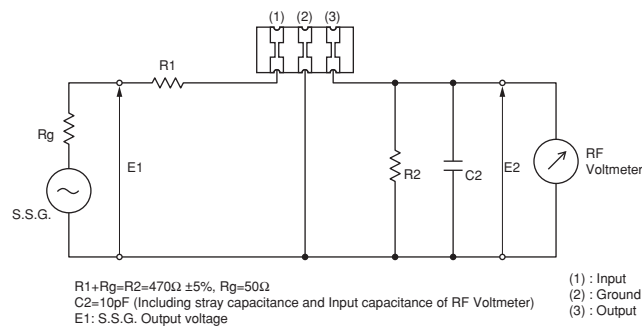 (1) (2) (3)
R1
Rg
E1
R2
C2
E2
RF
Voltmeter
S.S.G.
R1+Rg=R2=470Ω ±5%, Rg=50Ω
C2=10pF (Including stray capacitance and Input capacitance of RF Voltmeter)
E1: S.S.G. Output voltage
(1) : Input
(2) : Ground
(3) : Output